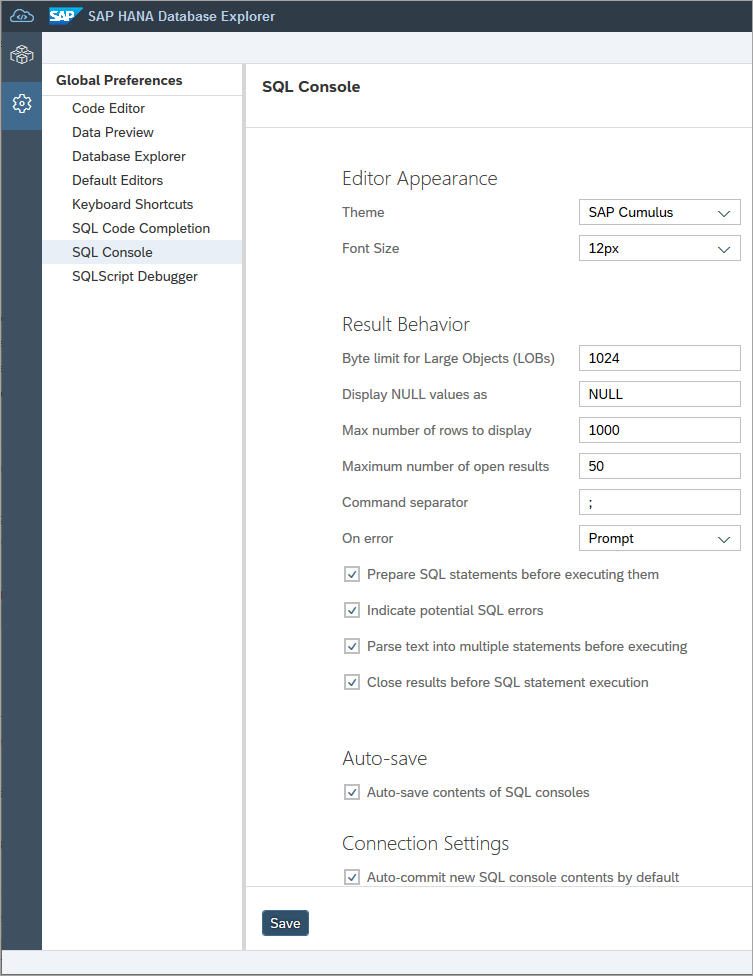 SAP SAP HANA Database Explorer
Global Preferences
Code Editor
Data Preview
Database Explorer
Default Editors
Keyboard Shortcuts
SQL Code Completion
SQL Console
SQLScript Debugger
SQL Console
Editor Appearance
Theme SAP Cumulus
Font Size 12px
Result Behavior
Byte limit for Large Objects (LOBs) 1024
Display NULL values as NULL
Max number of rows to display 1000
Maximum number of open results 50
Command separator ;
On error Prompt
Prepare SQL statements before executing them
Indicate potential SQL errors
Parse text into multiple statements before executing
Close results before SQL statement execution
Auto-save
Auto-save contents of SQL consoles
Connection Settings
Auto-commit new SQL console contents by default
Save